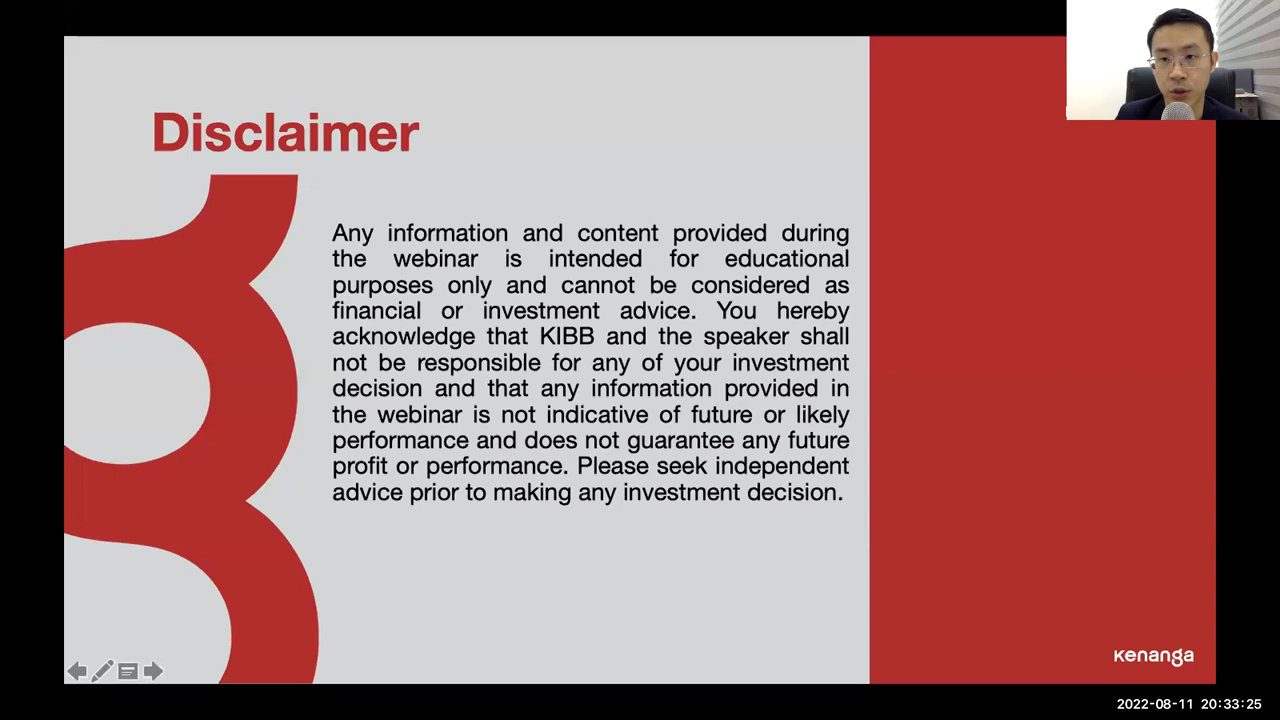 Disclaimer
Any information and content provided during
the webinar is intended for educational
purposes only and cannot be considered as
financial or investment advice. You hereby
acknowledge that KIBB and the speaker shall
not be responsible for any of your investment
decision and that any information provided in
the webinar is not indicative of future or likely
performance and does not guarantee any future
profit or performance. Please seek independent
advice prior to making any investment decision.
kenanga
2022-08-11 20:33:25